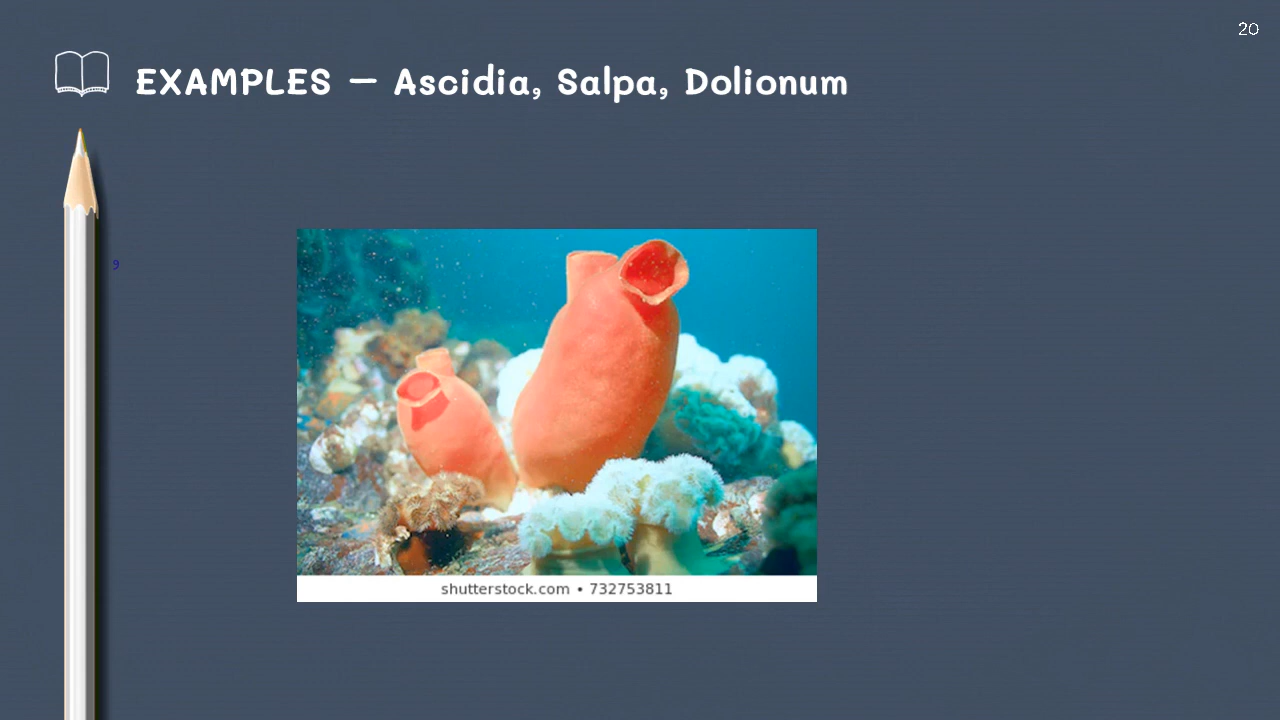 20
EXAMPLES – Ascidia, Salpa, Dolionum
9
shutterstock.com • 732753811